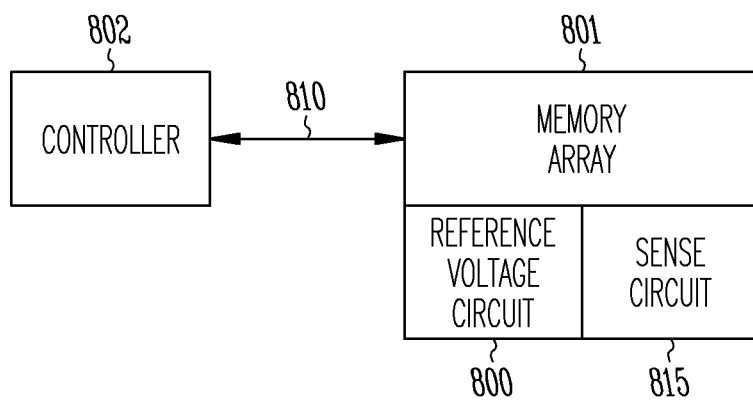 802
801
810
CONTROLLER
MEMORY
ARRAY
REFERENCE
VOLTAGE
CIRCUIT
SENSE
CIRCUIT
800
815